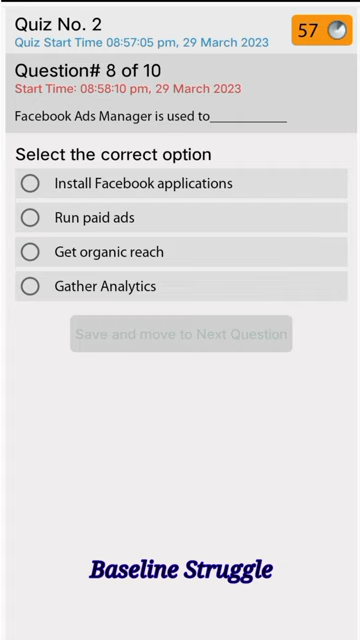 Quiz No. 2
Quiz Start Time 08:57:05 pm, 29 March 2023
57
Question# 8 of 10
Start Time: 08:58:10 pm, 29 March 2023
Facebook Ads Manager is used to___________
Select the correct option
Install Facebook applications
Run paid ads
Get organic reach
Gather Analytics
Save and move to Next Question
Baseline Struggle